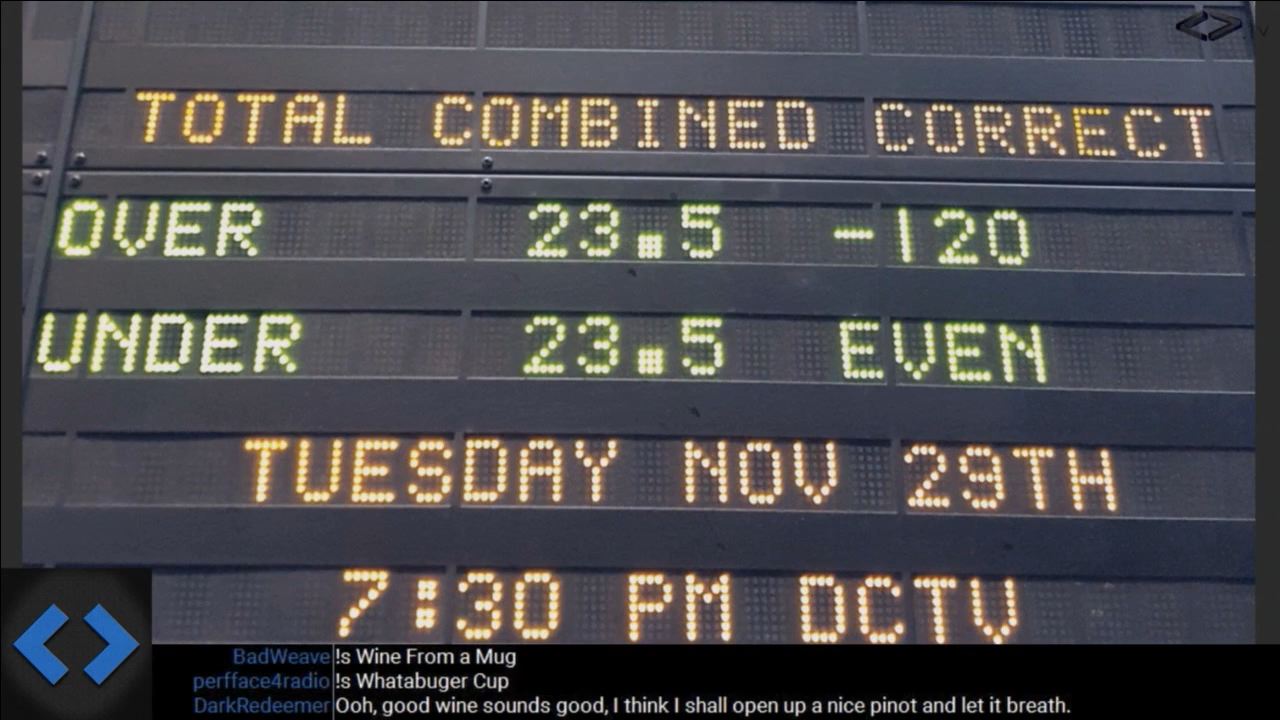 TOTAL COMBINED CORRECT
OVER 23.5 -120
UNDER 23.5 EVEN
TUESDAY NOV 29TH
7:30 PM DCTV
BadWeave !s Wine From a Mug
perfface4radio !s Whatabuger Cup
DarkRedeemer Ooh, good wine sounds good, I think I shall open up a nice pinot and let it breath.